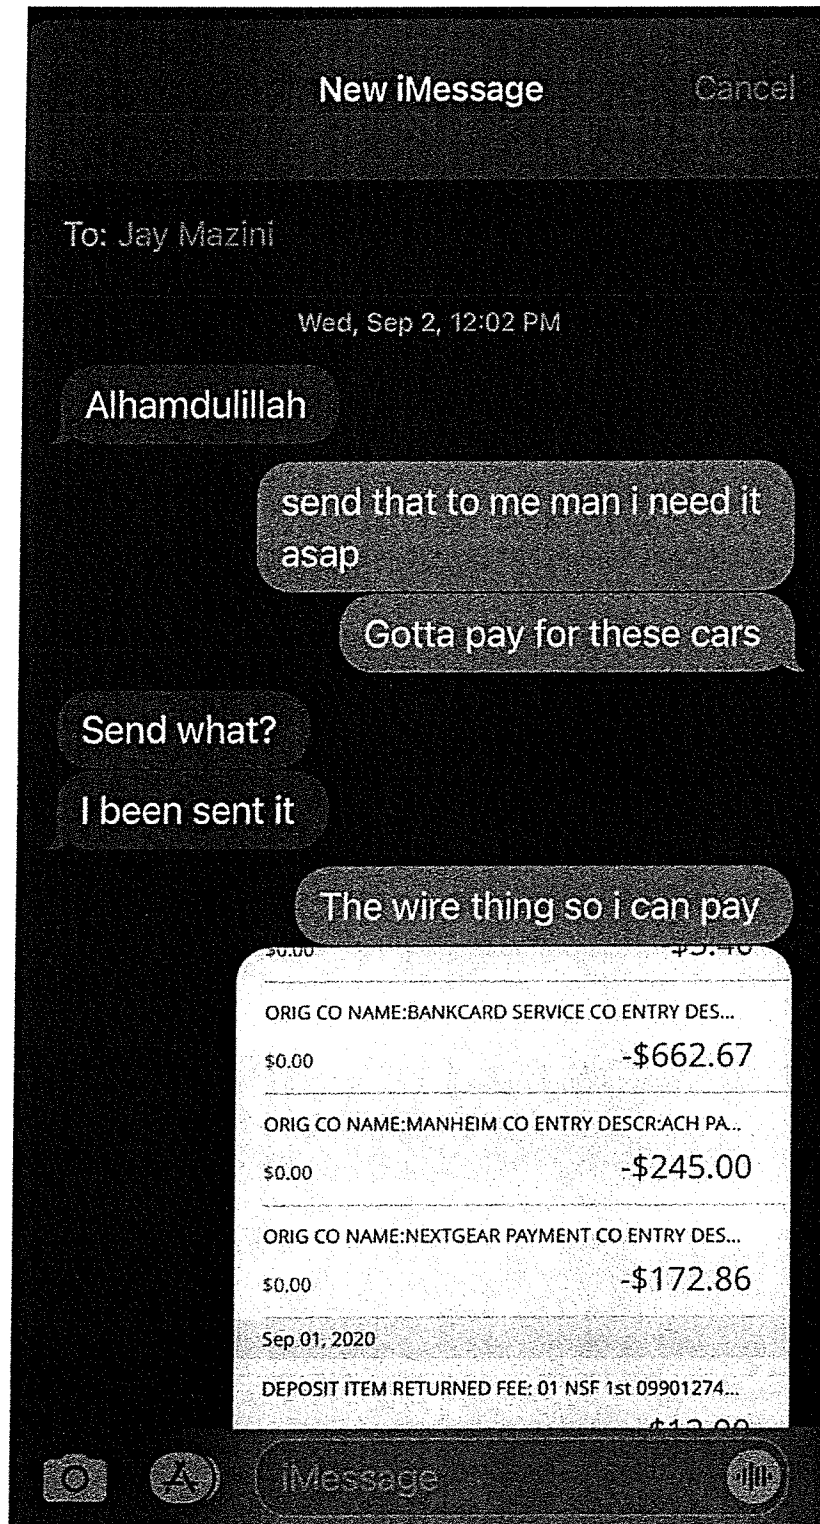 New iMessage Cancel
To: Jay Mazini
Wed, Sep 2, 12:02 PM
Alhamdulillah
send that to me man i need it
asap
Gotta pay for these cars
Send what?
I been sent it
The wire thing so i can pay
$0.00
ORIG CO NAME:BANKCARD SERVICE CO ENTRY DES...
$0.00 -$662.67
ORIG CO NAME:MANHEIM CO ENTRY DESCR:ACH PA...
$0.00 -$245.00
ORIG CO NAME:NEXTGEAR PAYMENT CO ENTRY DES...
$0.00 -$172.86
Sep 01, 2020
DEPOSIT ITEM RETURNED FEE: 01 NSF 1st 09901274...
iMessage